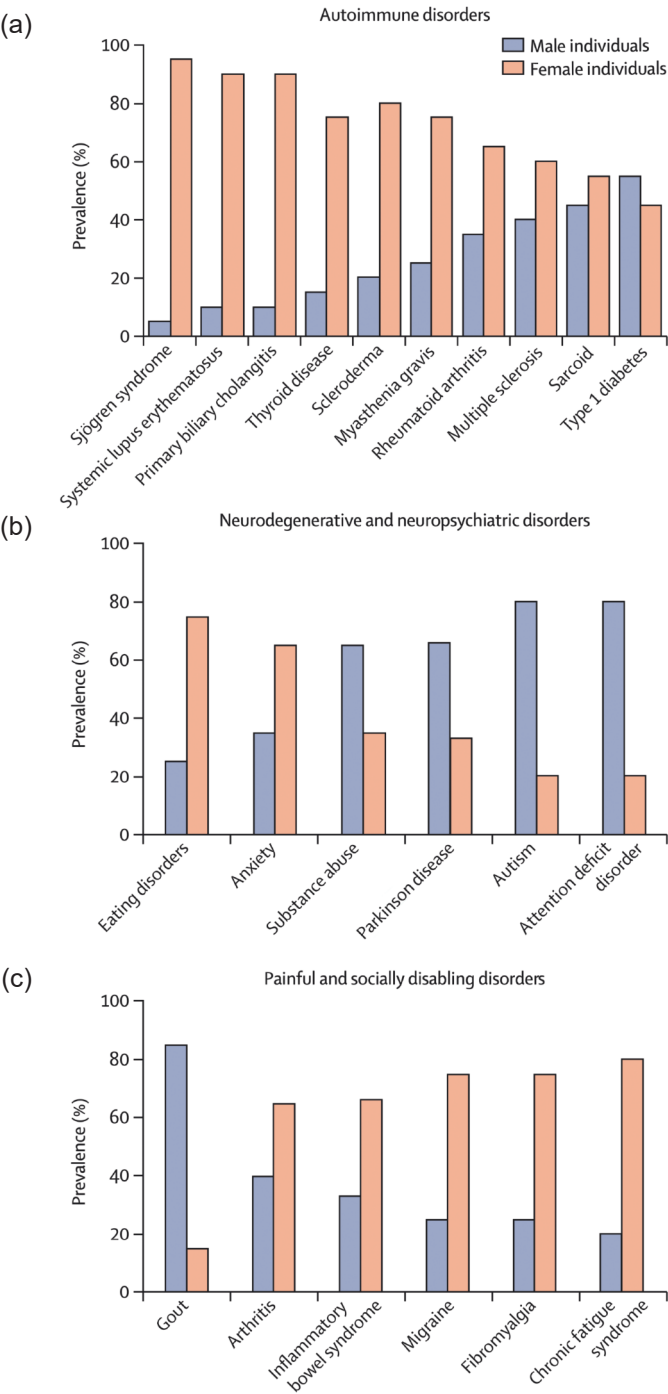 (a)
Autoimmune disorders
Male individuals
Female individuals
Prevalence (%)
100
80
60
40
20
0
Sjögren syndrome
Systemic lupus erythematosus
Primary biliary cholangitis
Thyroid disease
Scleroderma
Myasthenia gravis
Rheumatoid arthritis
Multiple sclerosis
Sarcoid
Type 1 diabetes
(b)
Neurodegenerative and neuropsychiatric disorders
Prevalence (%)
100
80
60
40
20
0
Eating disorders
Anxiety
Substance abuse
Parkinson disease
Autism
Attention deficit
disorder
(c)
Painful and socially disabling disorders
Prevalence (%)
100
80
60
40
20
0
Gout
Arthritis
Inflammatory
bowel syndrome
Migraine
Fibromyalgia
Chronic fatigue
syndrome